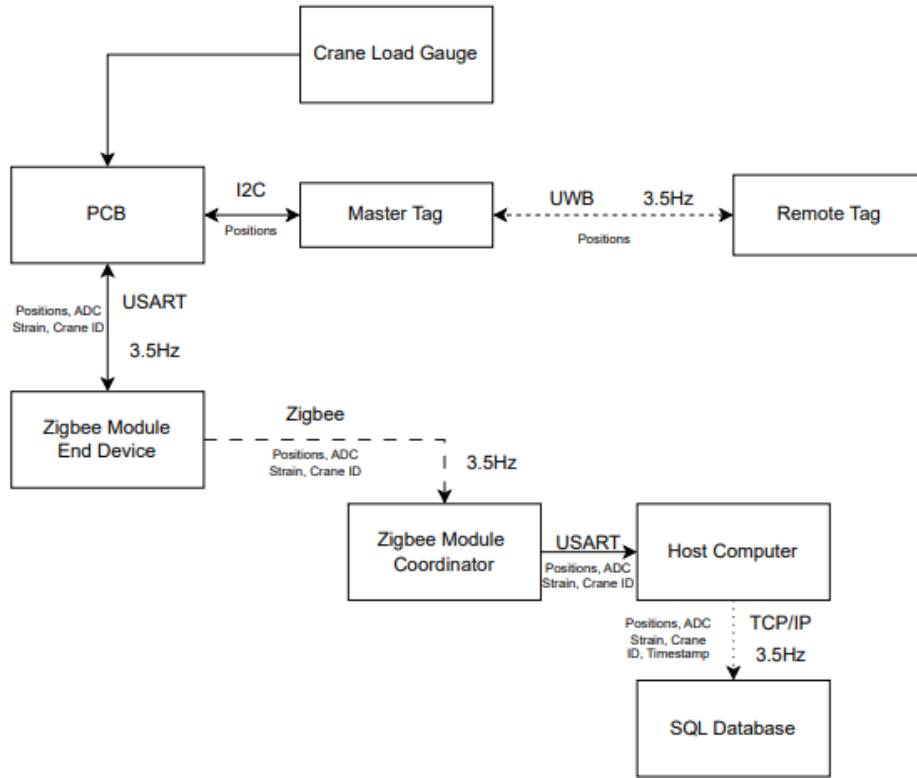 Crane Load Gauge
PCB
I2C
Positions
Master Tag
UWB
3.5Hz
Positions
Remote Tag
Positions, ADC
Strain, Crane ID
USART
3.5Hz
Zigbee Module
End Device
Zigbee
Positions, ADC
Strain, Crane ID
3.5Hz
Zigbee Module
Coordinator
USART
Positions, ADC
Strain, Crane ID
Host Computer
Positions, ADC
Strain, Crane
ID, Timestamp
TCP/IP
3.5Hz
SQL Database